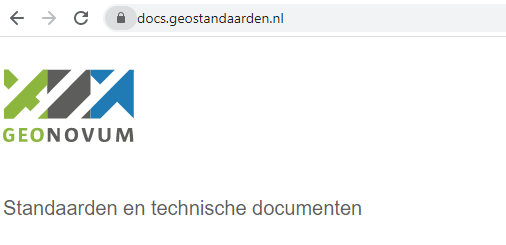 docs.geostandaarden.nl
GEONOVUM
Standaarden en technische documenten